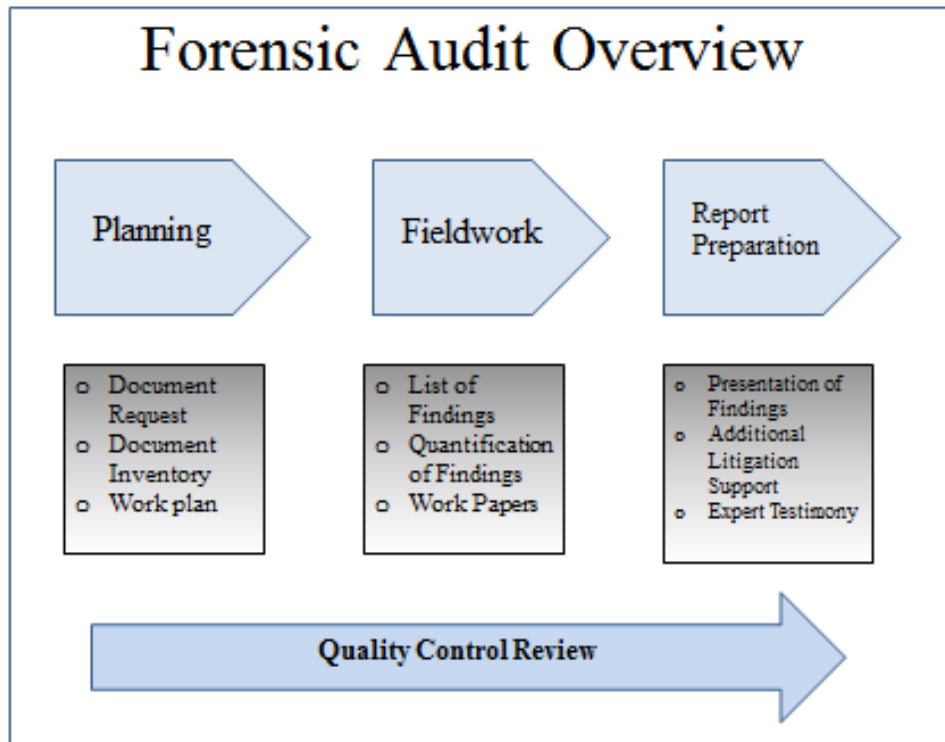 Forensic Audit Overview
Planning
Fieldwork
Report
Preparation
o Document
Request
o Document
Inventory
o Work plan
o List of
Findings
o Quantification
of Findings
o Work Papers
o Presentation of
Findings
o Additional
Litigation
Support
o Expert Testimony
Quality Control Review